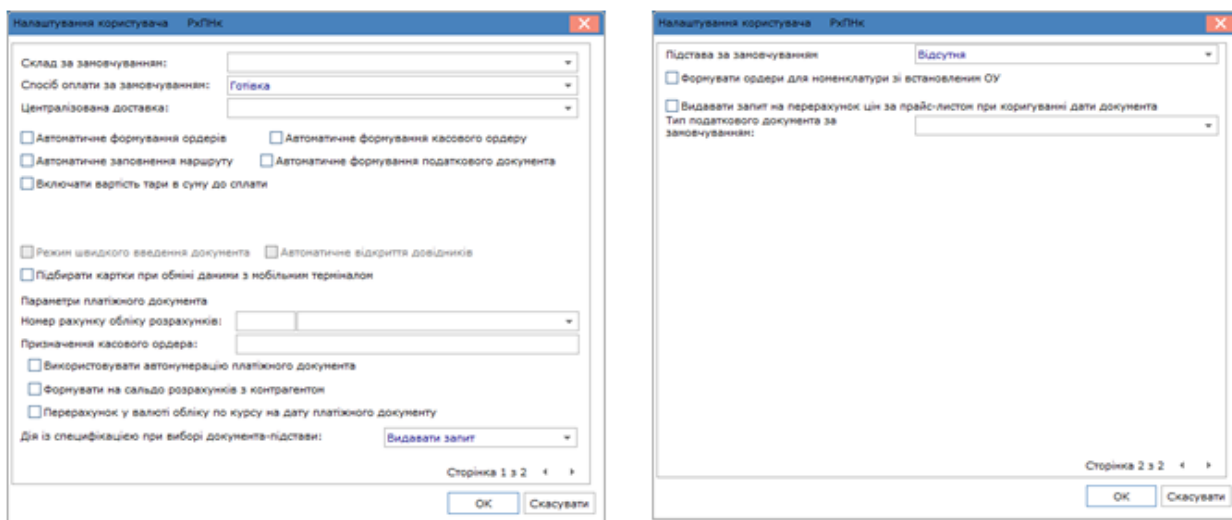 Налаштування користувача РхПНк
Склад за замовчуванням:
Спосіб оплати за замовчуванням: Готівка
Централізована доставка:
Автоматичне формування ордерів Автоматичне формування касового ордеру
Автоматичне заповнення маршруту Автоматичне формування податкового документа
Включати вартість тари в суму до сплати
Режим швидкого введення документа Автоматичне відкриття довідників
Підбирати картки при обміні даними з мобільним терміналом
Параметри платіжного документа
Номер рахунку обліку розрахунків:
Призначення касового ордера:
Використовувати автонумерацію платіжного документа
Формувати на сальдо розрахунків з контрагентом
Перерахунок у валюті обліку по курсу на дату платіжного документу
Дія із специфікацією при виборі документа-підстави: Видавати запит
Сторінка 1 з 2
ОК Скасувати
Налаштування користувача РхПНк
Підстава за замовчуванням Відсутня
Формувати ордери для номенклатури зі встановленим ОУ
Видавати запит на перерахунок цін за прайс-листом при коригуванні дати документа
Тип податкового документа за
замовчуванням:
Сторінка 2 з 2
ОК Скасувати